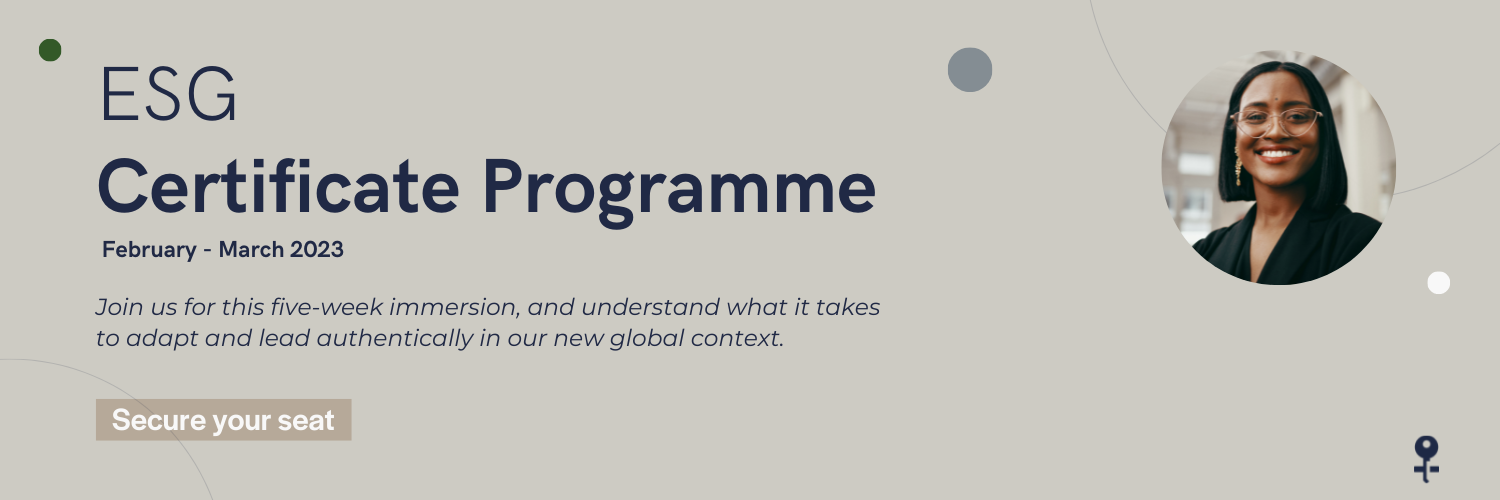 ESG
Certificate Programme
February - March 2023
Join us for this five-week immersion, and understand what it takes
to adapt and lead authentically in our new global context.
Secure your seat